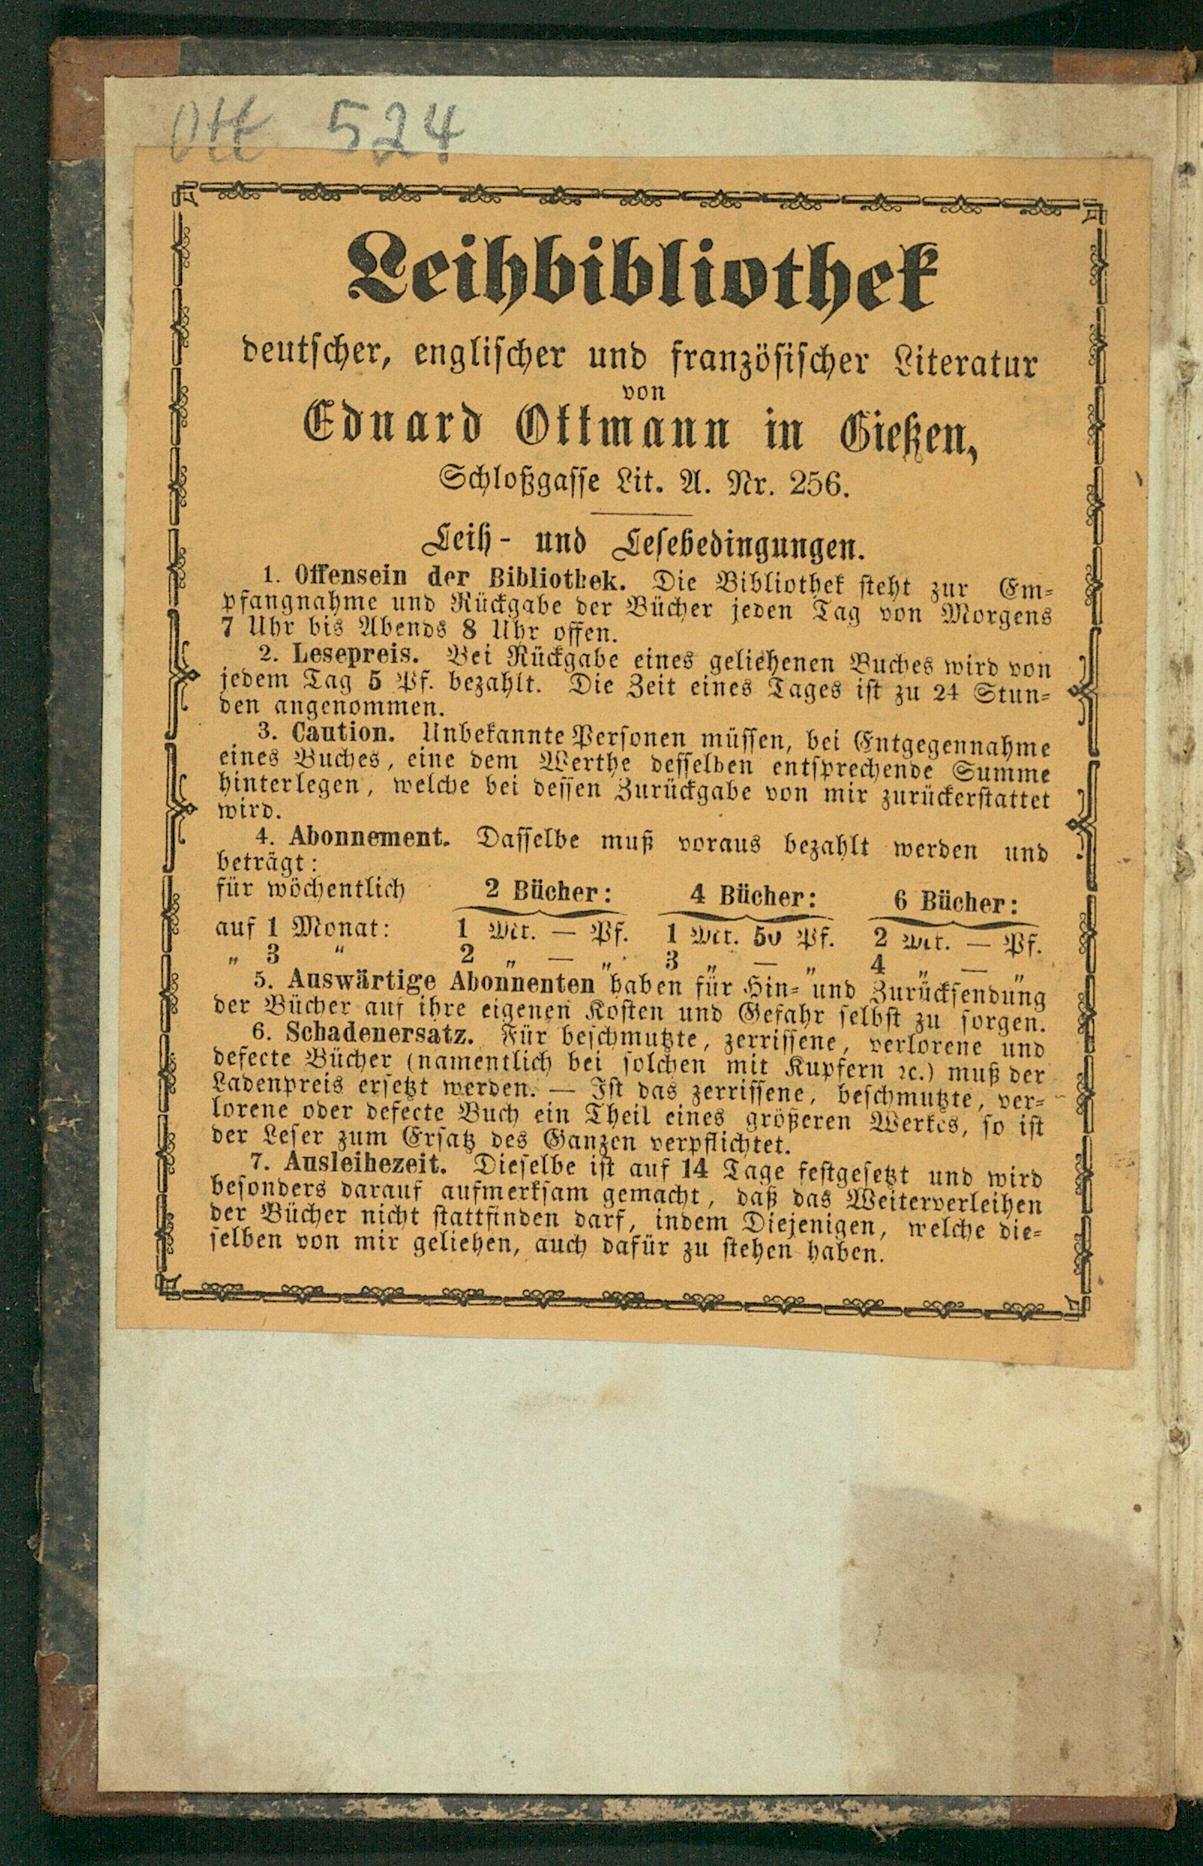 Ott 524
Leihbibliothek
deutscher, englischer und französischer Literatur
von
Eduard Ottmann in Gießen,
Schloßgasse Lit. A. Nr. 256.
Leih- und Lesebedingungen.
1. Offensein der Bibliothek. Die Bibliothek steht zur Em-
pfangnahme und Rückgabe der Bücher jeden Tag von Morgens
7 Uhr bis Abends 8 Uhr offen.
2. Lesepreis. Bei Rückgabe eines geliehenen Buches wird von
jedem Tag 5 Pf. bezahlt. Die Zeit eines Tages ist zu 24 Stun-
den angenommen.
3. Caution. Unbekannte Personen müssen, bei Entgegennahme
eines Buches, eine dem Werthe desselben entsprechende Summe
hinterlegen, welche bei dessen Zurückgabe von mir zurückerstattet
wird.
4. Abonnement. Dasselbe muß voraus bezahlt werden und
beträgt:
für wöchentlich 2 Bücher: 4 Bücher: 6 Bücher:
auf 1 Monat: 1 Mk. — Pf. 1 Mk. 50 Pf. 2 Mk. — Pf.
„ 3 „ 2 „ — „ 3 „ — „ 4 „ — „
5. Auswärtige Abonnenten haben für Hin- und Zurücksendung
der Bücher auf ihre eigenen Kosten und Gefahr selbst zu sorgen.
6. Schadenersatz. Für beschmutzte, zerrissene, verlorene und
defecte Bücher (namentlich bei solchen mit Kupfern ꝛc.) muß der
Ladenpreis ersetzt werden. — Ist das zerrissene, beschmutzte, ver-
lorene oder defecte Buch ein Theil eines größeren Werkes, so ist
der Leser zum Ersatz des Ganzen verpflichtet.
7. Ausleihezeit. Dieselbe ist auf 14 Tage festgesetzt und wird
besonders darauf aufmerksam gemacht, daß das Weiterverleihen
der Bücher nicht stattfinden darf, indem Diejenigen, welche die-
selben von mir geliehen, auch dafür zu stehen haben.